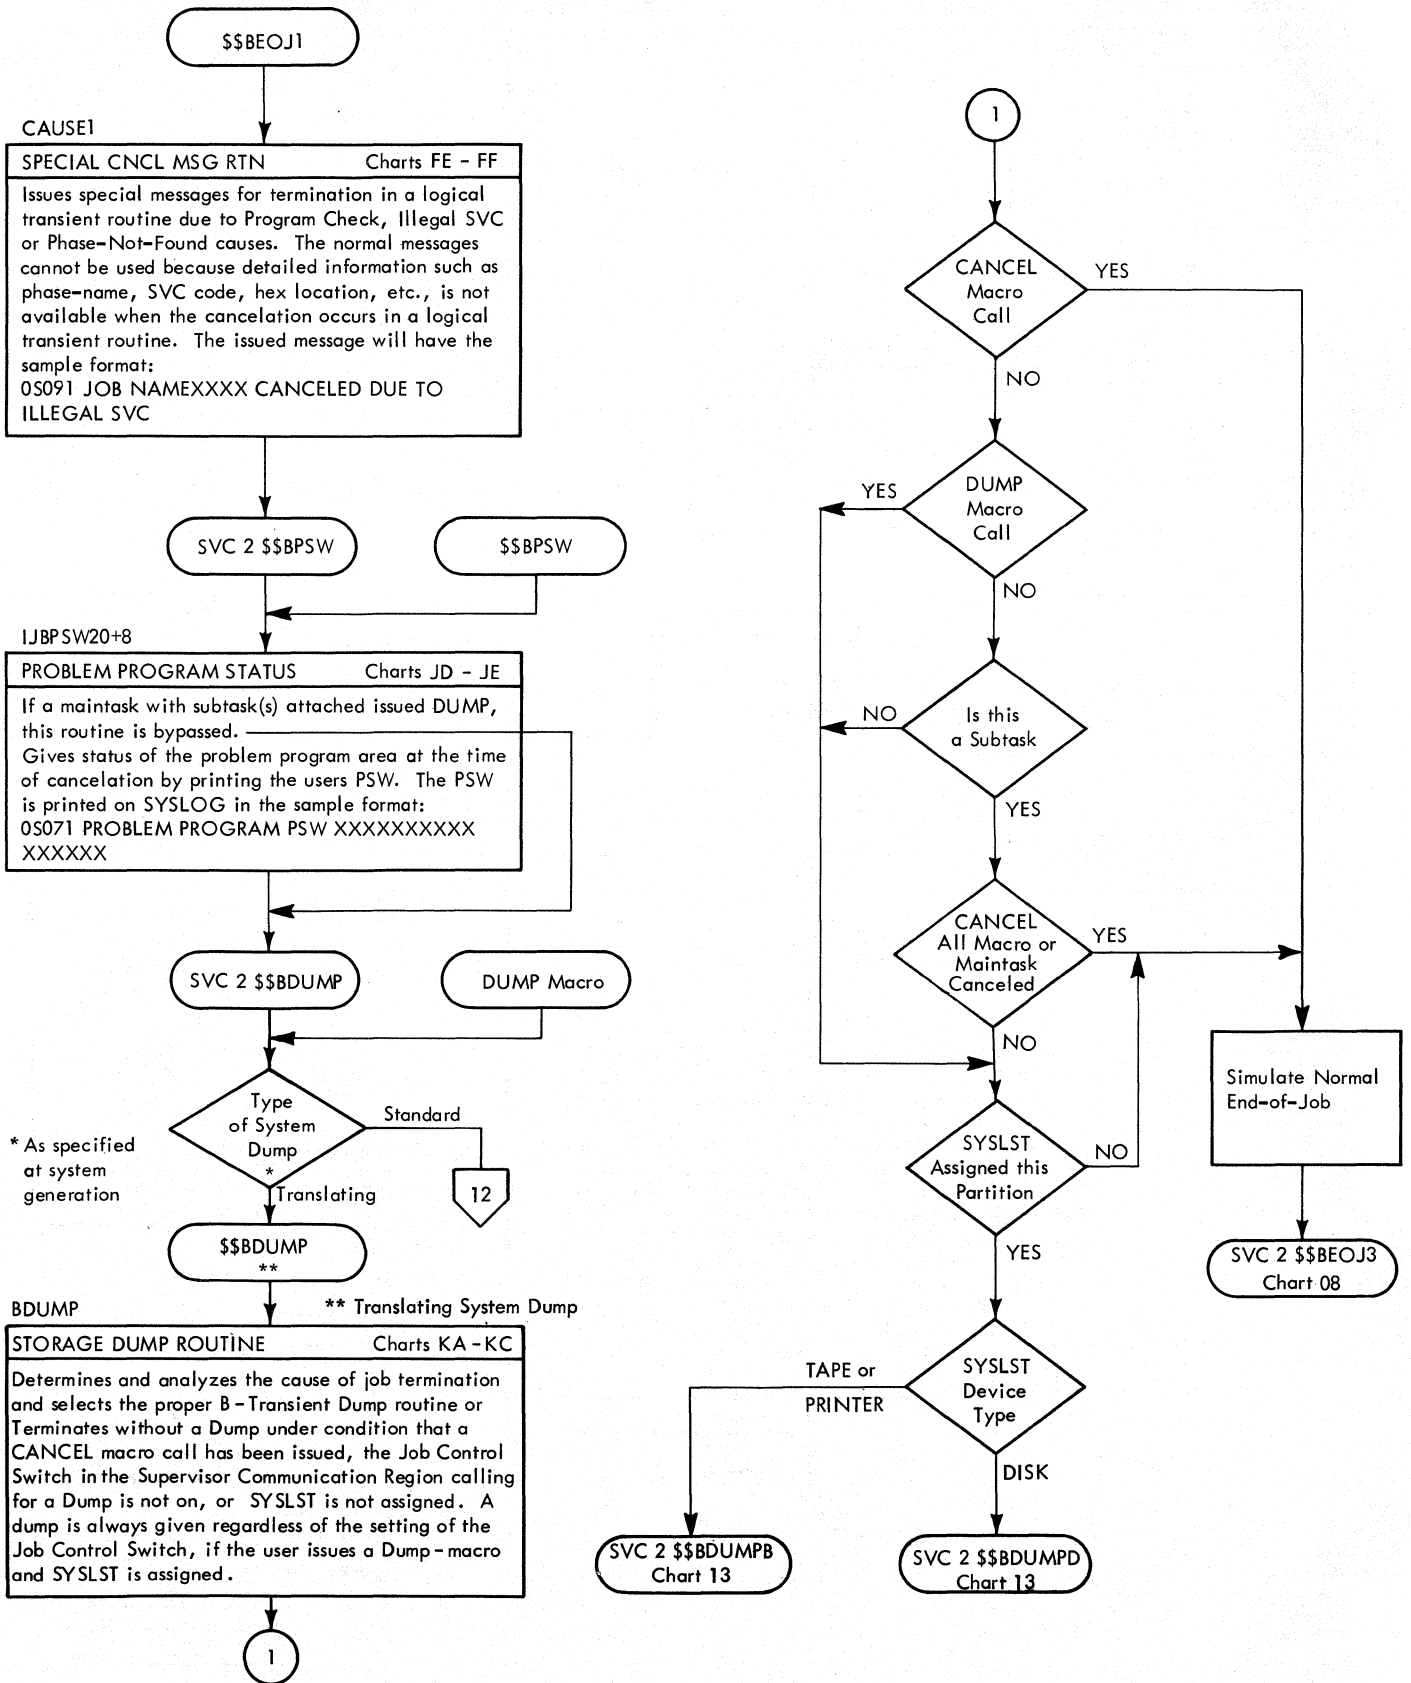 $$BEOJ1
CAUSE1
SPECIAL CNCL MSG RTN Charts FE - FF
Issues special messages for termination in a logical
transient routine due to Program Check, Illegal SVC
or Phase-Not-Found causes. The normal messages
cannot be used because detailed information such as
phase-name, SVC code, hex location, etc., is not
available when the cancelation occurs in a logical
transient routine. The issued message will have the
sample format:
0S091 JOB NAMEXXXX CANCELED DUE TO
ILLEGAL SVC
SVC 2 $$BPSW
$$BPSW
IJBPSW20+8
PROBLEM PROGRAM STATUS Charts JD - JE
If a maintask with subtask(s) attached issued DUMP,
this routine is bypassed.
Gives status of the problem program area at the time
of cancelation by printing the users PSW. The PSW
is printed on SYSLOG in the sample format:
0S071 PROBLEM PROGRAM PSW XXXXXXXXXX
XXXXXX
SVC 2 $$BDUMP
DUMP Macro
Type
of System
Dump
*
Standard
12
* As specified
at system
generation
Translating
$$BDUMP
**
BDUMP
** Translating System Dump
STORAGE DUMP ROUTINE Charts KA - KC
Determines and analyzes the cause of job termination
and selects the proper B-Transient Dump routine or
Terminates without a Dump under condition that a
CANCEL macro call has been issued, the Job Control
Switch in the Supervisor Communication Region calling
for a Dump is not on, or SYSLST is not assigned. A
dump is always given regardless of the setting of the
Job Control Switch, if the user issues a Dump-macro
and SYSLST is assigned.
1
1
CANCEL
Macro
Call
YES
NO
DUMP
Macro
Call
YES
NO
Is this
a Subtask
NO
YES
CANCEL
All Macro or
Maintask
Canceled
YES
NO
SYSLST
Assigned this
Partition
NO
YES
Simulate Normal
End-of-Job
SVC 2 $$BEOJ3
Chart 08
SYSLST
Device
Type
TAPE or
PRINTER
DISK
SVC 2 $$BDUMPB
Chart 13
SVC 2 $$BDUMPD
Chart 13